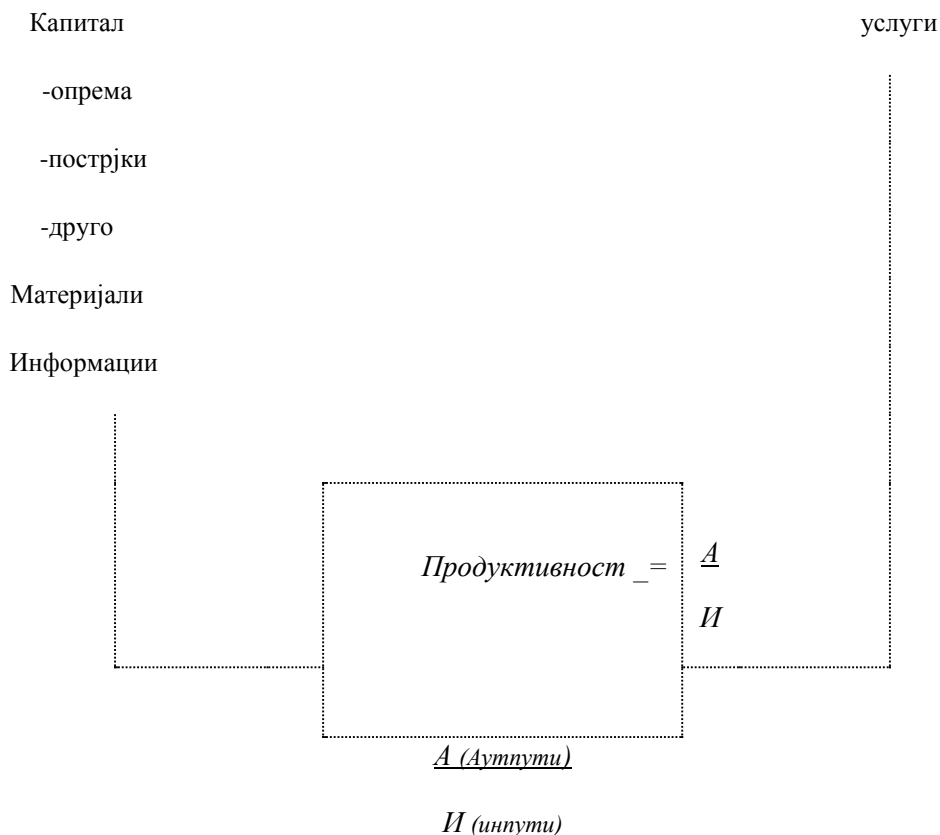 Капитал услуги
-опрема
-пострјки
-друго
Материјали
Информации
Продуктивност _= А
И
А (Аутпути)
И (инпути)